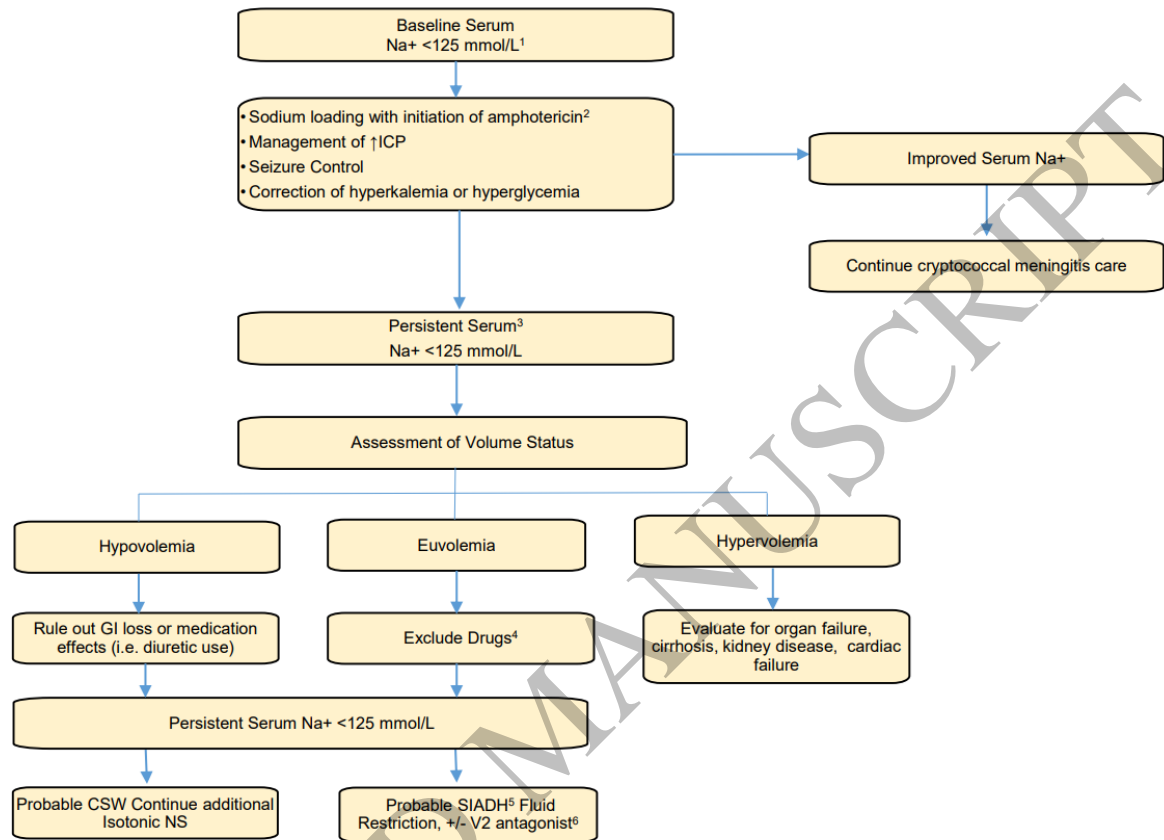 Baseline Serum
Na+ <125 mmol/L¹
• Sodium loading with initiation of amphotericin²
• Management of ↑ICP
• Seizure Control
• Correction of hyperkalemia or hyperglycemia
Improved Serum Na+
Continue cryptococcal meningitis care
Persistent Serum³
Na+ <125 mmol/L
Assessment of Volume Status
Hypovolemia
Euvolemia
Hypervolemia
Rule out GI loss or medication
effects (i.e. diuretic use)
Exclude Drugs⁴
Evaluate for organ failure,
cirrhosis, kidney disease, cardiac
failure
Persistent Serum Na+ <125 mmol/L
Probable CSW Continue additional
Isotonic NS
Probable SIADH⁵ Fluid
Restriction, +/- V2 antagonist⁶
D MANUSCRIPT